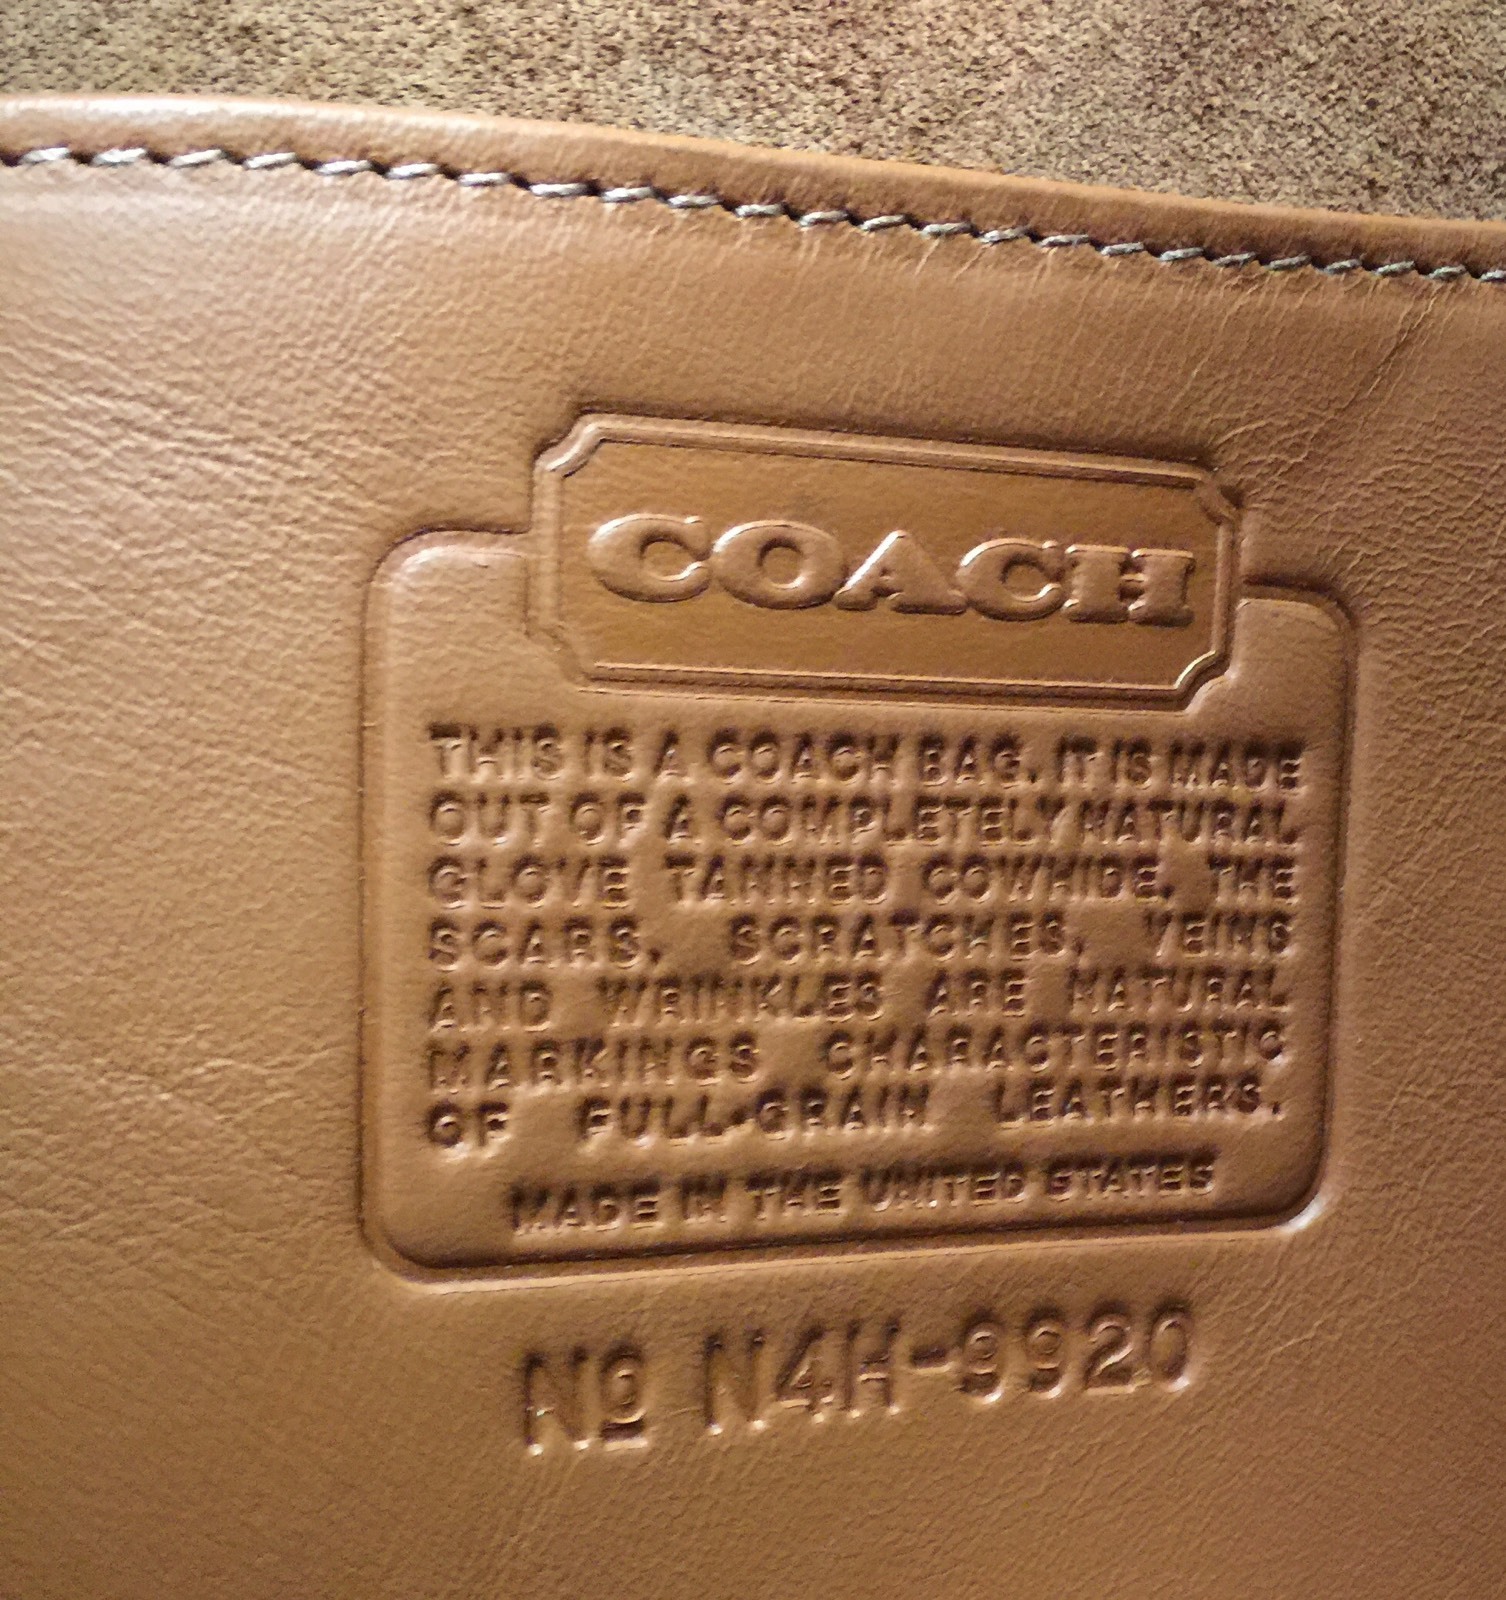 COACH
THIS IS A COACH BAG. IT IS MADE
OUT OF A COMPLETELY NATURAL
GLOVE TANNED COWHIDE. THE
SCARS, SCRATCHES, VEINS
AND WRINKLES ARE NATURAL
MARKINGS CHARACTERISTIC
OF FULL-GRAIN LEATHERS.
MADE IN THE UNITED STATES
Nº N4H-9920